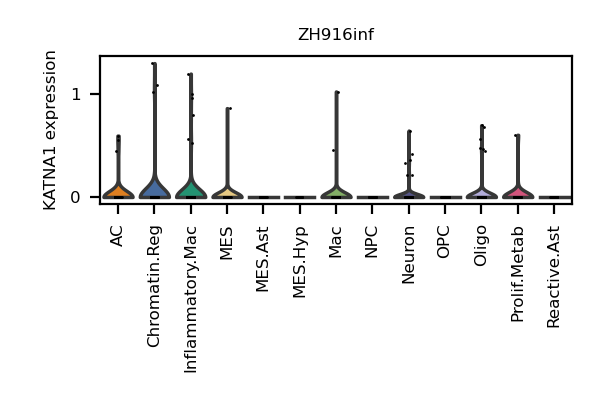 ZH916inf
KATNA1 expression
1
0
AC
Chromatin.Reg
Inflammatory.Mac
MES
MES.Ast
MES.Hyp
Mac
NPC
Neuron
OPC
Oligo
Prolif.Metab
Reactive.Ast